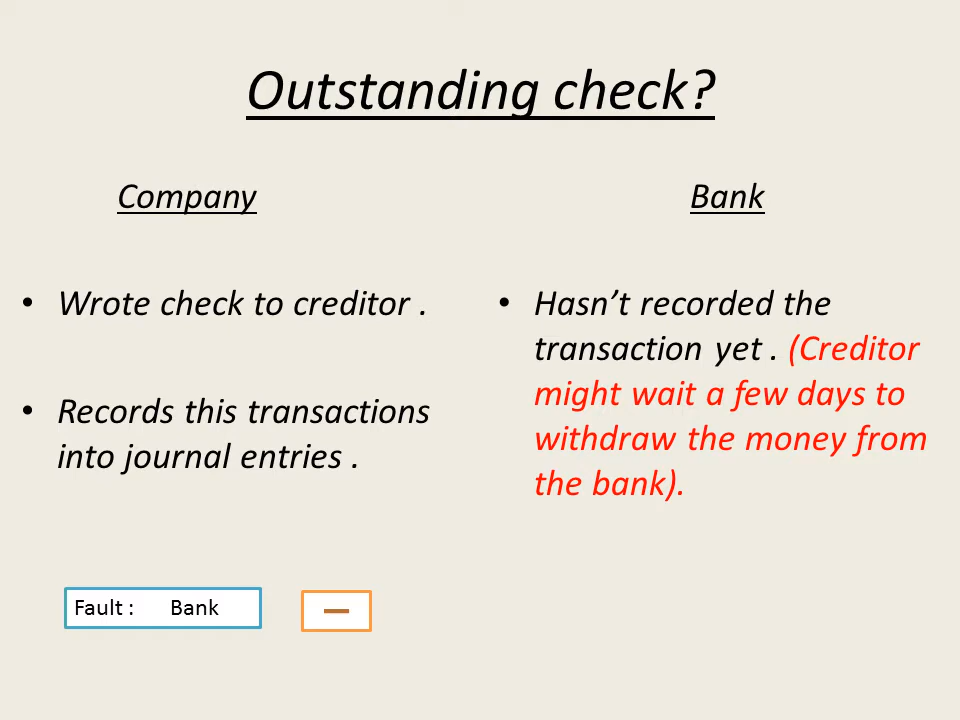 Outstanding check?
Company
• Wrote check to creditor .
• Records this transactions
into journal entries .
Bank
• Hasn’t recorded the
transaction yet . (Creditor
might wait a few days to
withdraw the money from
the bank).
Fault : Bank
–